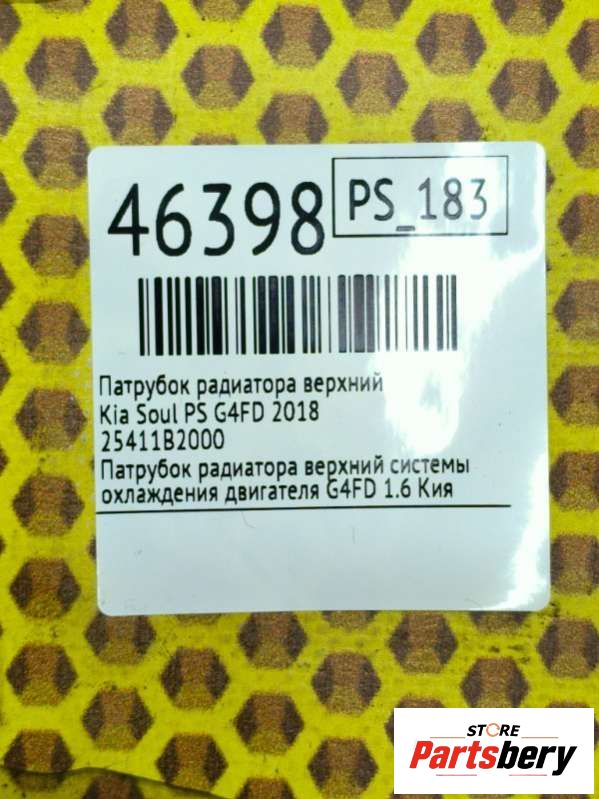 46398
PS_183
Патрубок радиатора верхний
Kia Soul PS G4FD 2018
25411B2000
Патрубок радиатора верхний системы
охлаждения двигателя G4FD 1.6 Кия
STORE
Partsbery